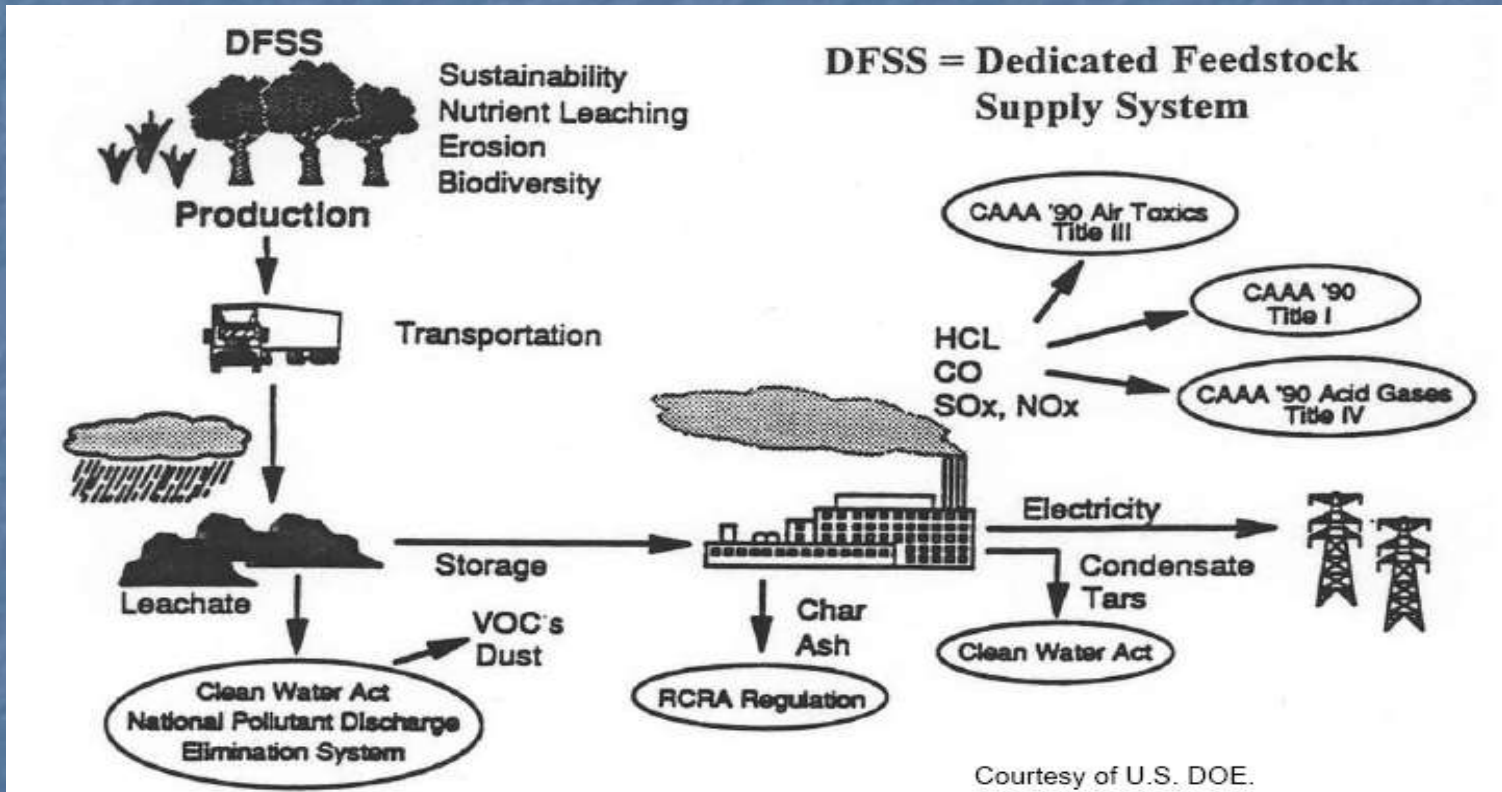 DFSS
Sustainability
Nutrient Leaching
Erosion
Biodiversity
Production
DFSS = Dedicated Feedstock
Supply System
CAAA '90 Air Toxics
Title III
CAAA '90
Title I
CAAA '90 Acid Gases
Title IV
HCL
CO
SOx, NOx
Transportation
Leachate
Storage
Electricity
Condensate
Tars
Clean Water Act
Char
Ash
RCRA Regulation
VOC's
Dust
Clean Water Act
National Pollutant Discharge
Elimination System
Courtesy of U.S. DOE.